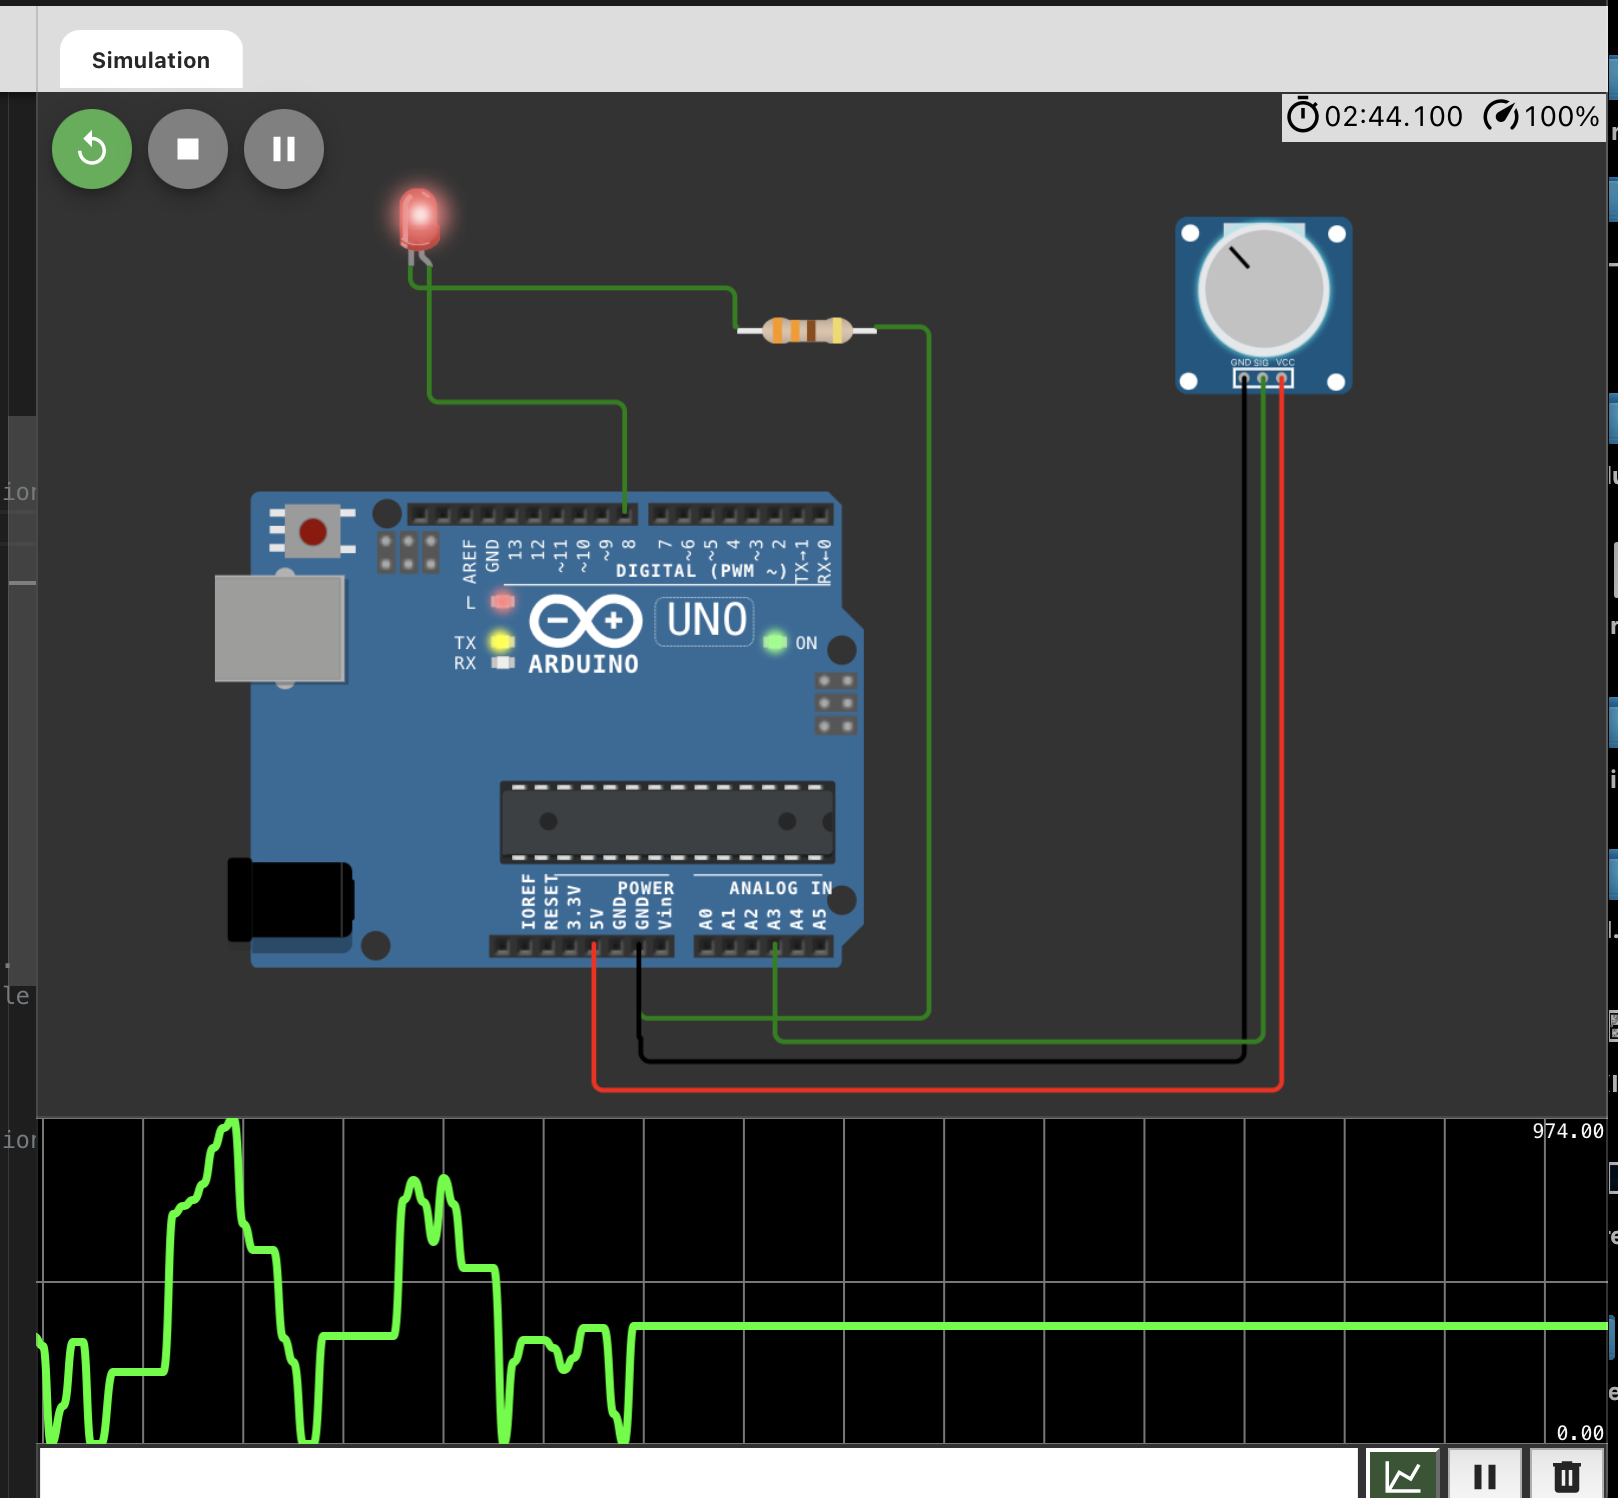 Simulation
02:44.100 100%
GND SIG VCC
AREF
GND
13
12
~11
~10
~9
8
7
~6
~5
4
~3
2
TX→1
RX←0
DIGITAL (PWM ~)
L
TX
RX
UNO
ON
ARDUINO
POWER
ANALOG IN
IOREF
RESET
3.3V
5V
GND
GND
Vin
A0
A1
A2
A3
A4
A5
974.00
0.00
ion
le
ion